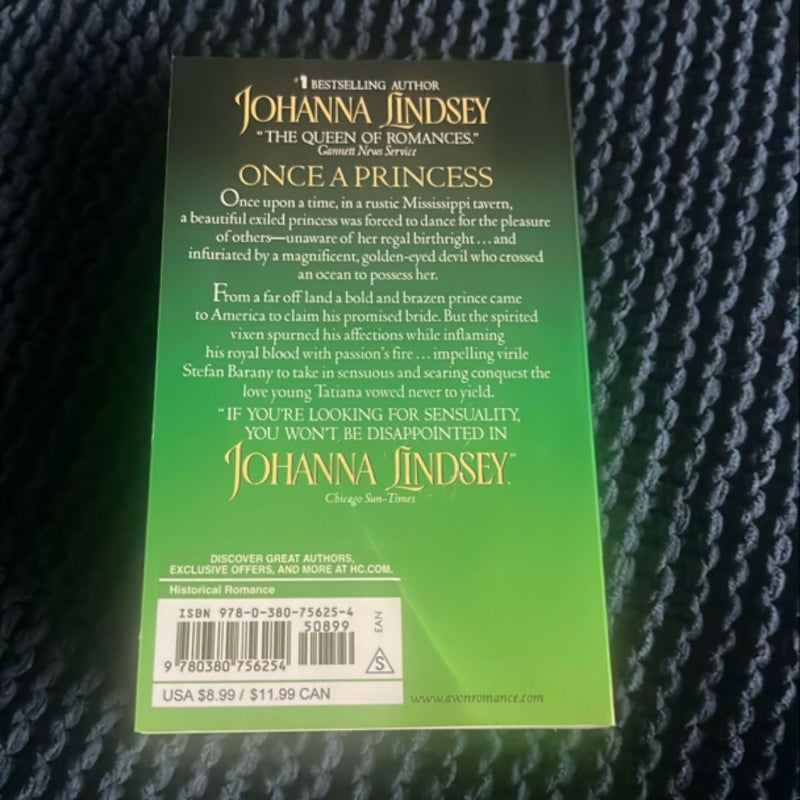 #1 BESTSELLING AUTHOR
JOHANNA LINDSEY
"THE QUEEN OF ROMANCES."
Gannett News Service
ONCE A PRINCESS
Once upon a time, in a rustic Mississippi tavern,
a beautiful exiled princess was forced to dance for the pleasure
of others—unaware of her regal birthright...and
infuriated by a magnificent, golden-eyed devil who crossed
an ocean to possess her.
From a far off land a bold and brazen prince came
to America to claim his promised bride. But the spirited
vixen spurned his affections while inflaming
his royal blood with passion's fire...impelling virile
Stefan Barany to take in sensuous and searing conquest the
love young Tatiana vowed never to yield.
"IF YOU'RE LOOKING FOR SENSUALITY,
YOU WON'T BE DISAPPOINTED IN
JOHANNA LINDSEY."
Chicago Sun-Times
DISCOVER GREAT AUTHORS,
EXCLUSIVE OFFERS, AND MORE AT HC.COM.
Historical Romance
ISBN 978-0-380-75625-4
50899
EAN
S
9 780380 756254
USA $8.99 / $11.99 CAN
www.avonromance.com